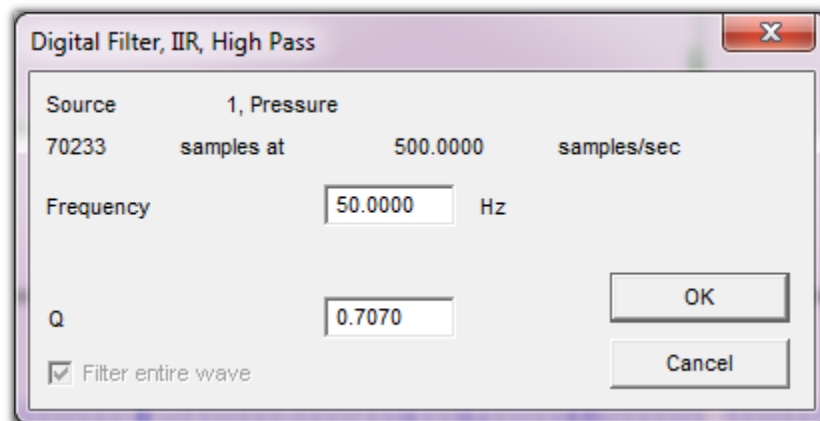 Digital Filter, IIR, High Pass
Source 1, Pressure
70233 samples at 500.0000 samples/sec
Frequency 50.0000 Hz
OK
Q 0.7070
Cancel
Filter entire wave